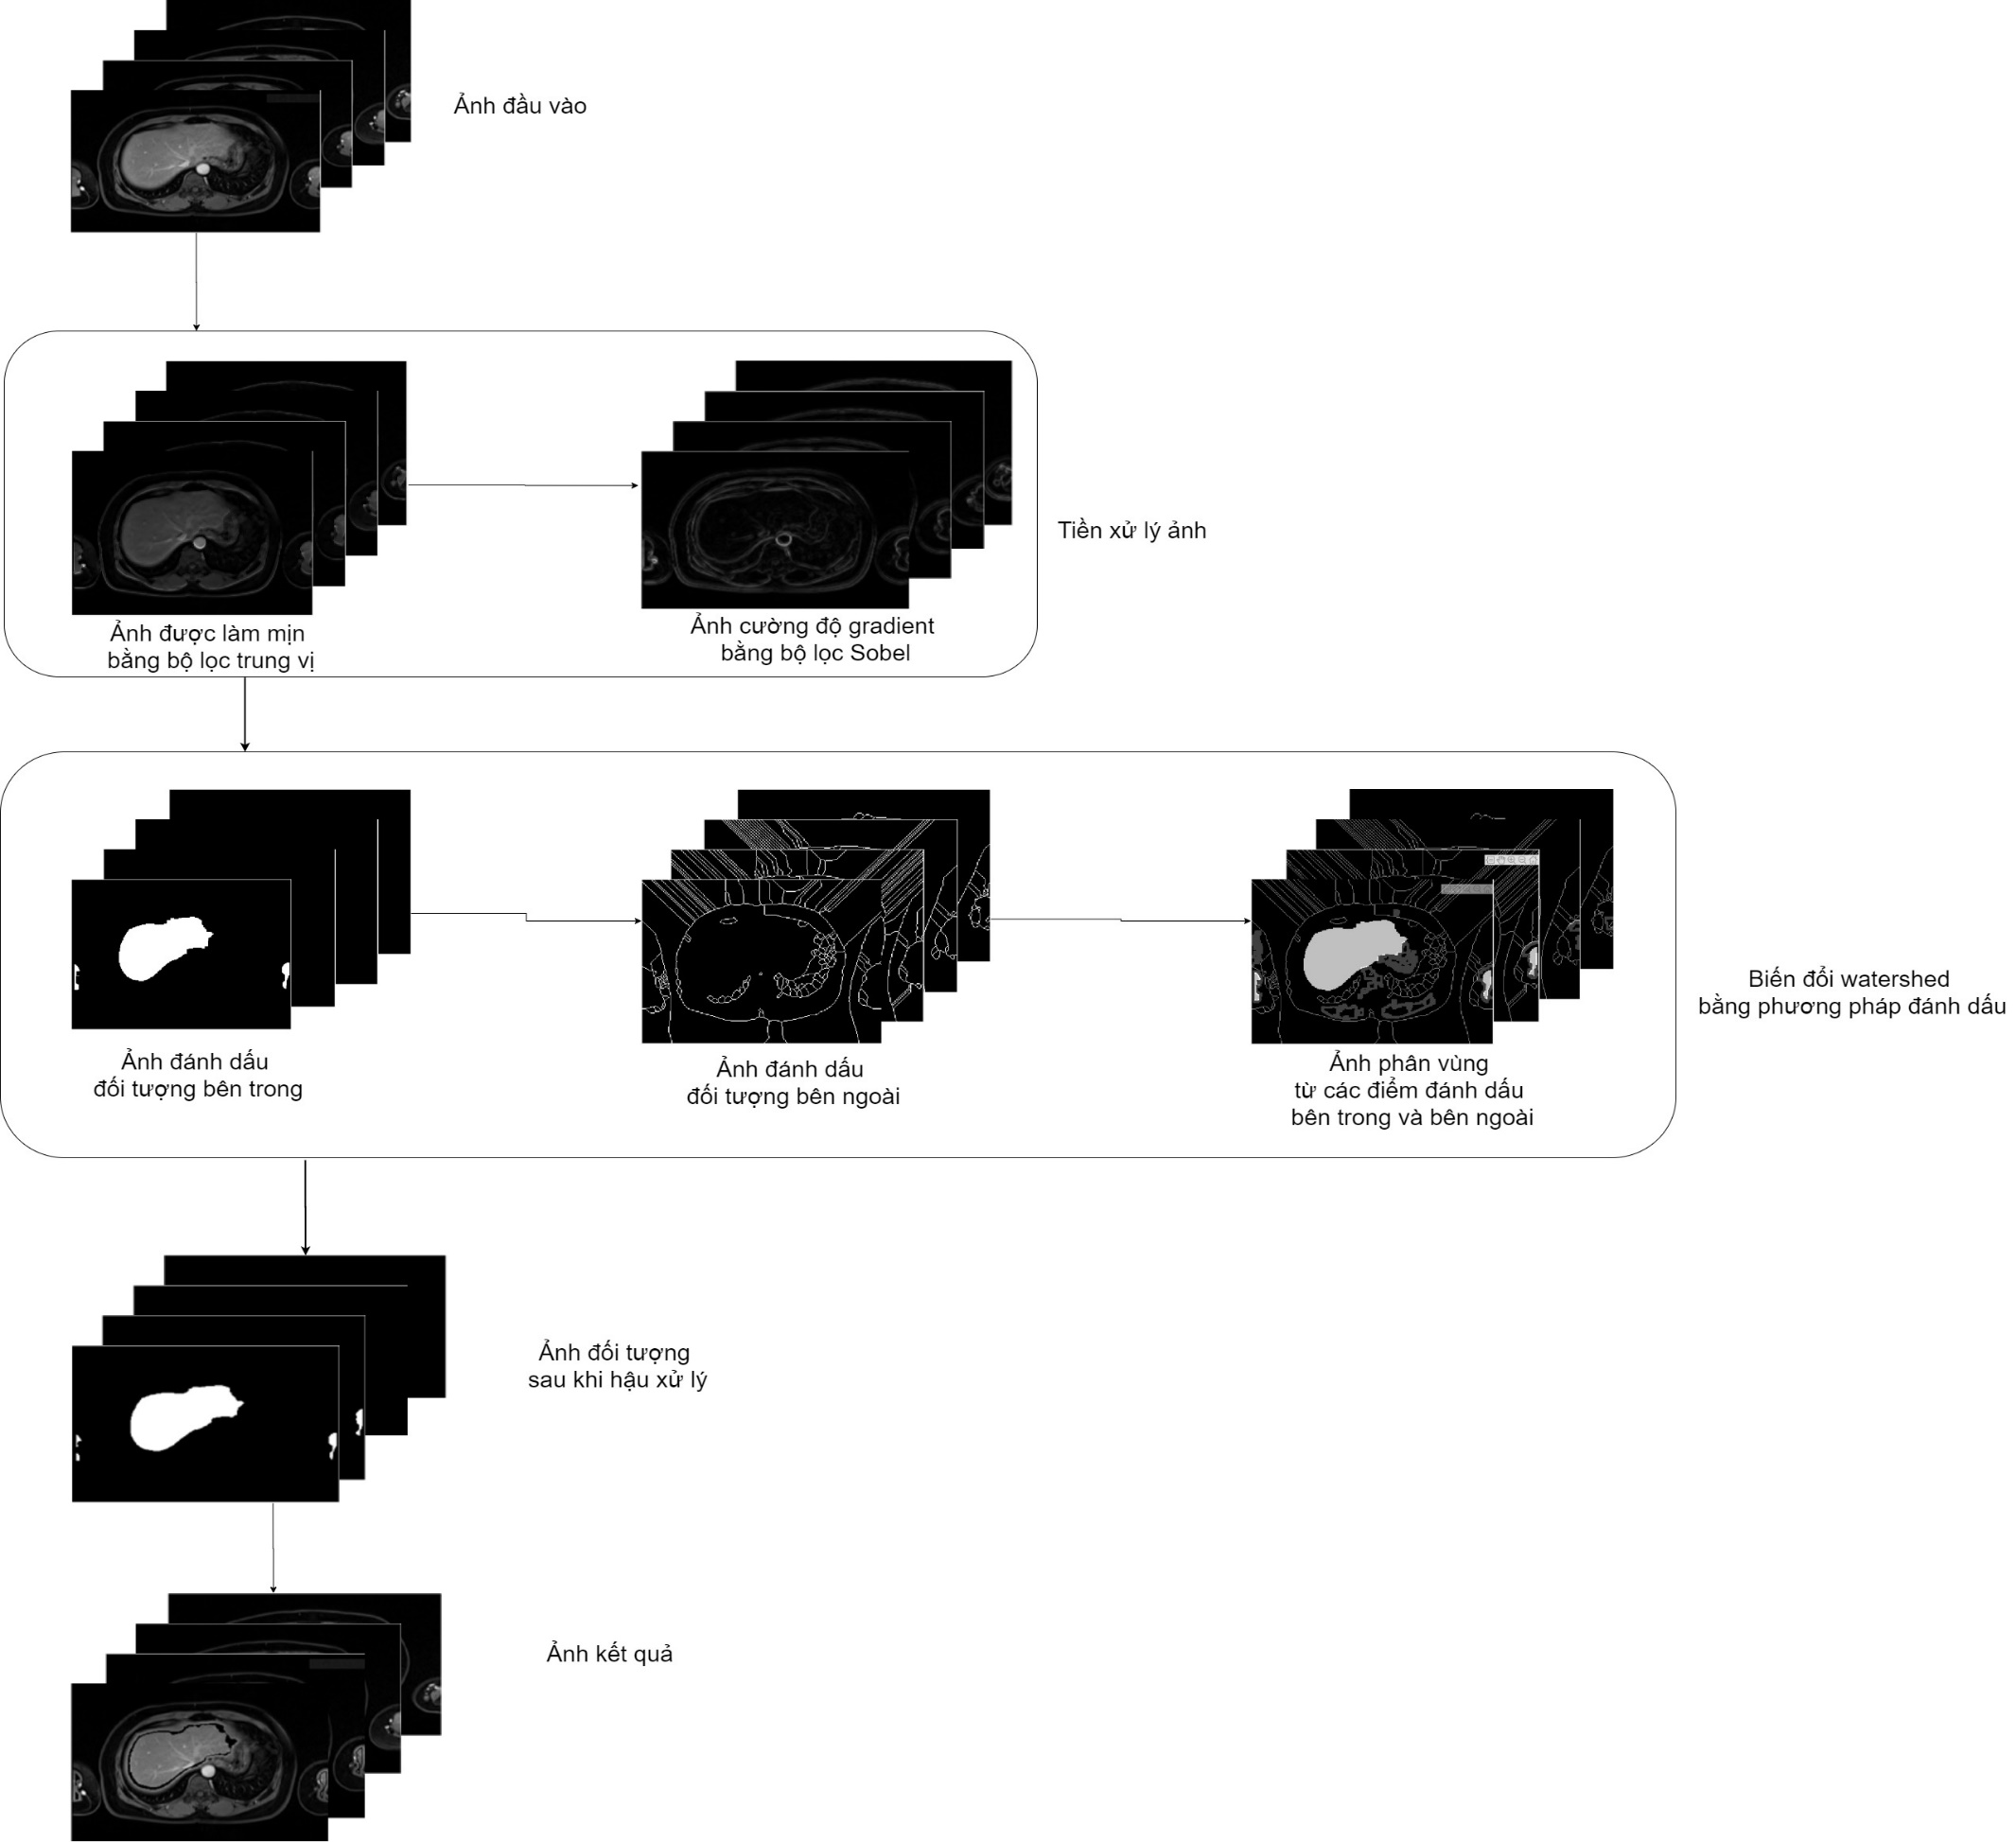 Ảnh đầu vào
Tiền xử lý ảnh
Ảnh được làm mịn
bằng bộ lọc trung vị
Ảnh cường độ gradient
bằng bộ lọc Sobel
Biến đổi watershed
bằng phương pháp đánh dấu
Ảnh đánh dấu
đối tượng bên trong
Ảnh đánh dấu
đối tượng bên ngoài
Ảnh phân vùng
từ các điểm đánh dấu
bên trong và bên ngoài
Ảnh đối tượng
sau khi hậu xử lý
Ảnh kết quả